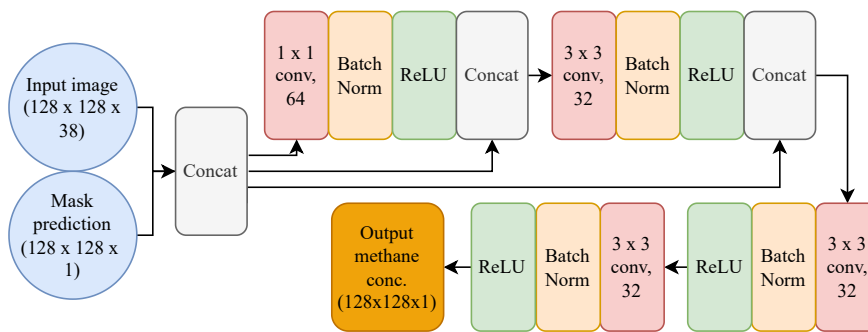 Input image
(128 x 128 x
38)
Mask
prediction
(128 x 128 x
1)
Concat
1 x 1
conv,
64
Batch
Norm
ReLU
Concat
3 x 3
conv,
32
Batch
Norm
ReLU
Concat
3 x 3
conv,
32
Batch
Norm
ReLU
3 x 3
conv,
32
Batch
Norm
ReLU
Output
methane
conc.
(128x128x1)